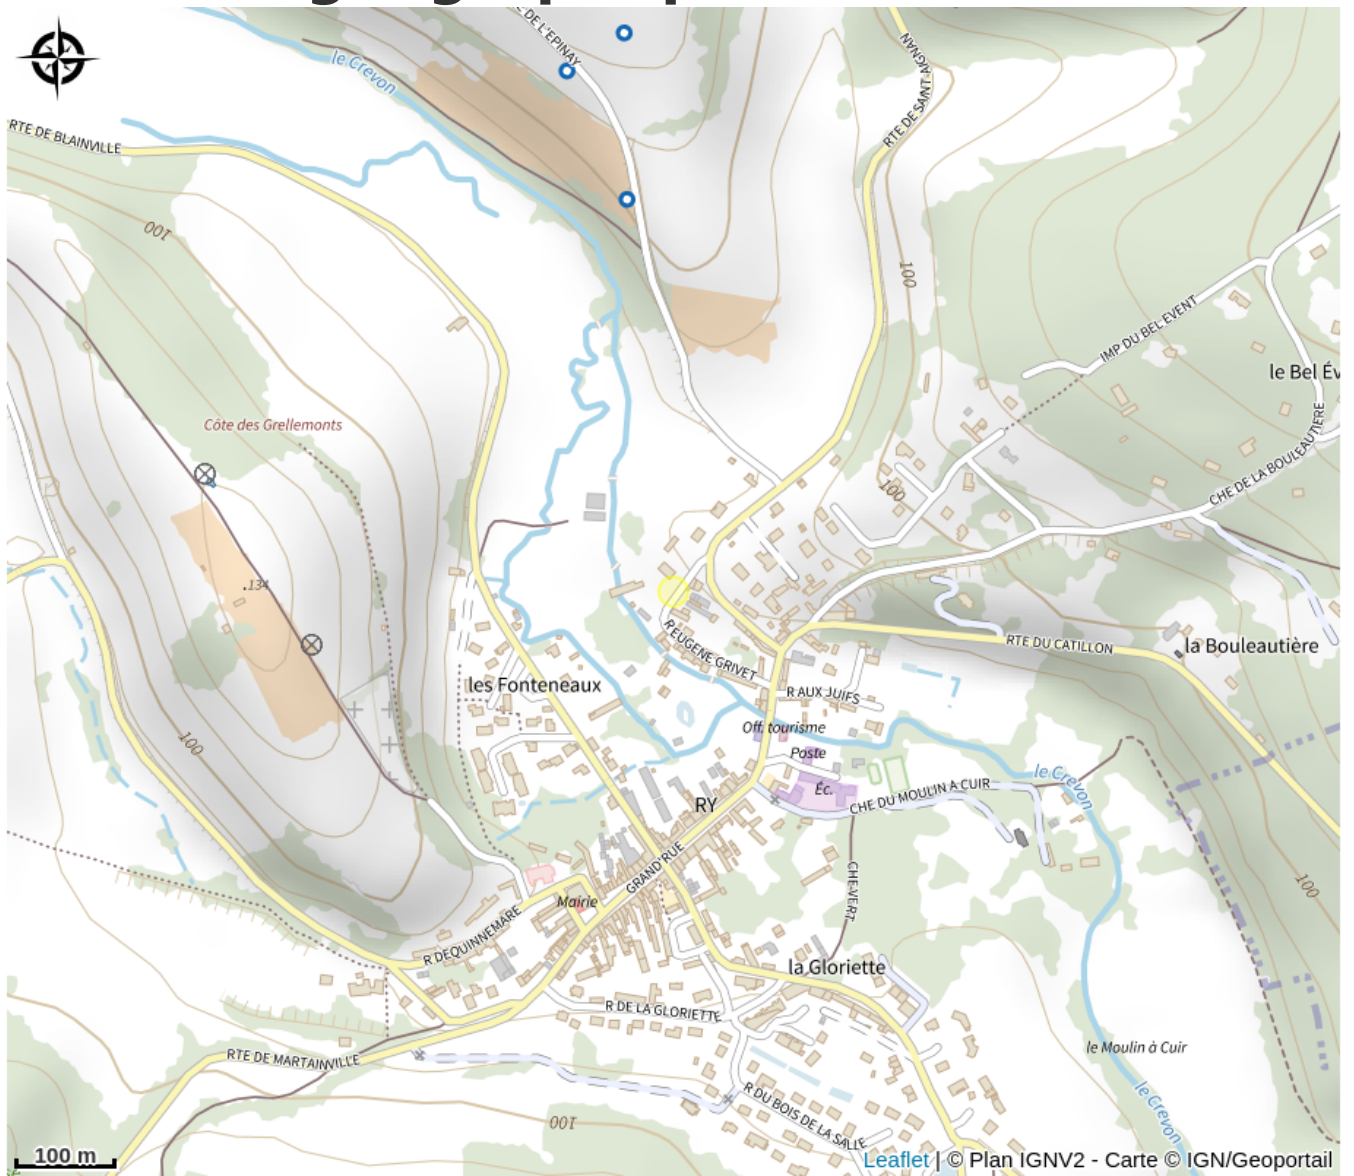 DE L'EPINAY
le Crevon
RTE DE SAINT-AIGNAN
RTE DE BLAINVILLE
100
100
IMP DU BEL EVENT
le Bel Év
Côte des Grellemonts
CHE DE LA BOULEAUTIERE
100
.134
R EUGENE GRIVET
RTE DU CATILLON
la Bouleautière
les Fonteneaux
R AUX JUIFS
Off. tourisme
100
Poste
le Crevon
Éc.
CHE DU MOULIN A CUIR
RY
GRAND'RUE
CHE VERT
100
Mairie
R DEQUINNEMARE
la Gloriette
R DE LA GLORIETTE
le Moulin à Cuir
RTE DE MARTAINVILLE
le Crevon
R DU BOIS DE LA SALLE
100
100 m
Leaflet | © Plan IGNV2 - Carte © IGN/Geoportail